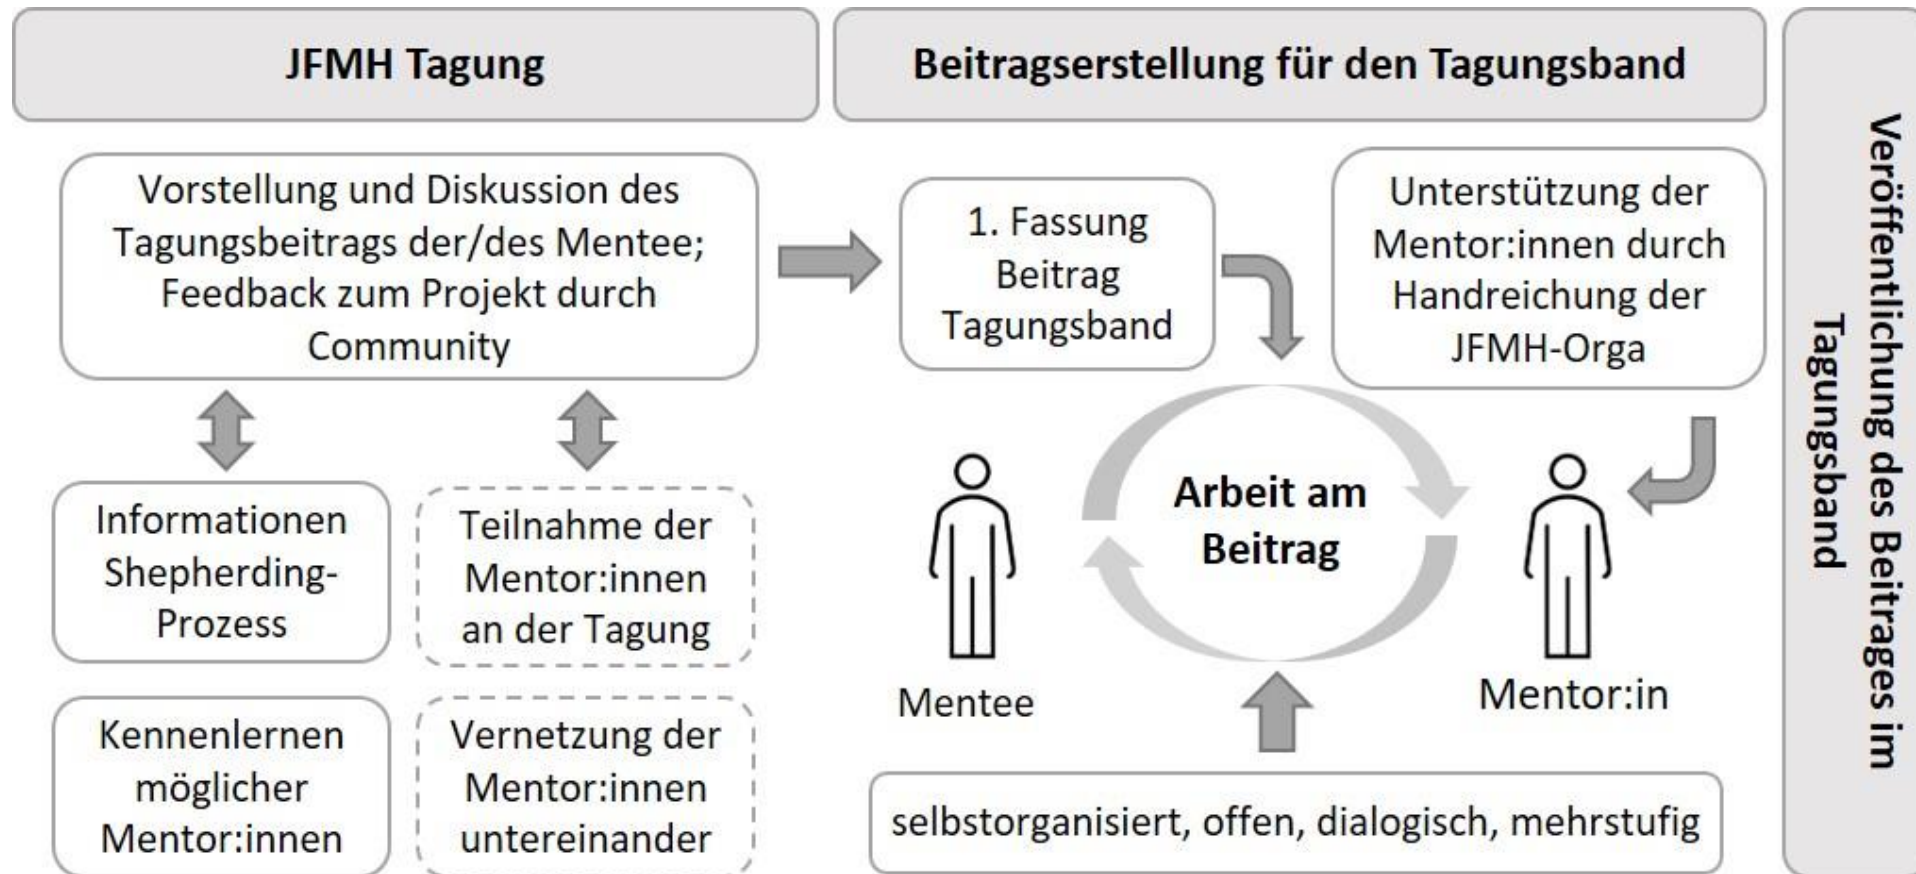 JFMH Tagung
Beitragserstellung für den Tagungsband
Vorstellung und Diskussion des
Tagungsbeitrags der/des Mentee;
Feedback zum Projekt durch
Community
1. Fassung
Beitrag
Tagungsband
Unterstützung der
Mentor:innen durch
Handreichung der
JFMH-Orga
Informationen
Shepherding-
Prozess
Teilnahme der
Mentor:innen
an der Tagung
Kennenlernen
möglicher
Mentor:innen
Vernetzung der
Mentor:innen
untereinander
Arbeit am
Beitrag
Mentee
Mentor:in
selbstorganisiert, offen, dialogisch, mehrstufig
Veröffentlichung des Beitrages im
Tagungsband